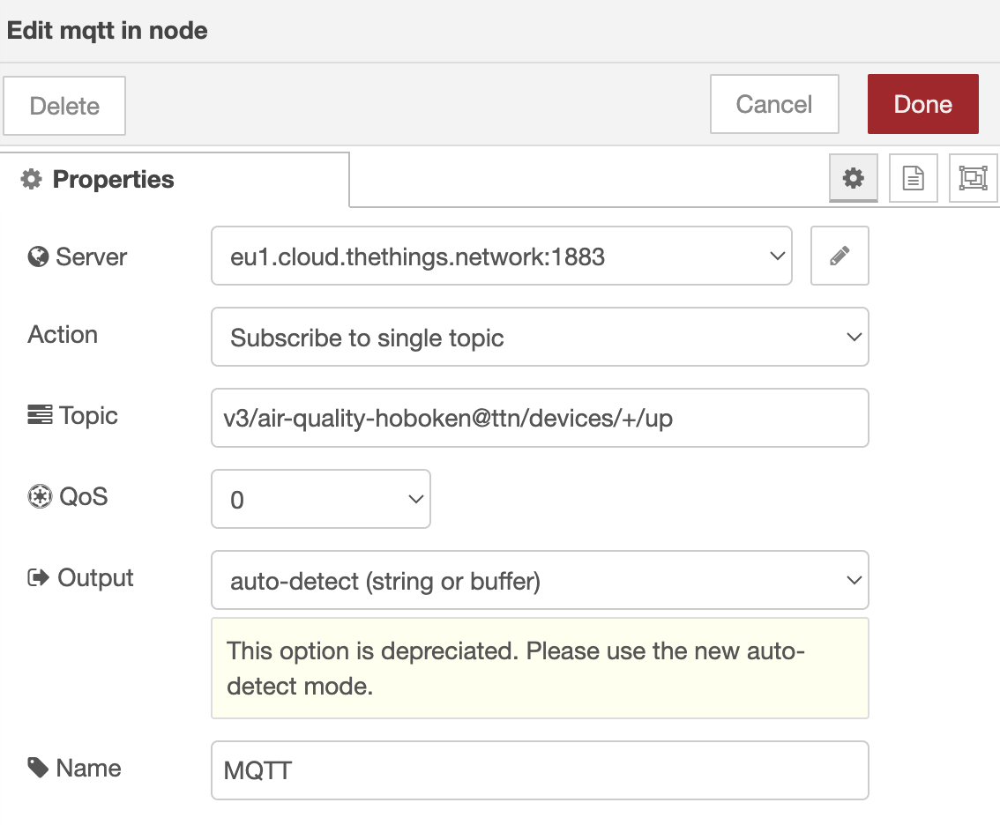 Edit mqtt in node
Delete
Cancel
Done
Properties
Server
eu1.cloud.thethings.network:1883
Action
Subscribe to single topic
Topic
v3/air-quality-hoboken@ttn/devices/+/up
QoS
0
Output
auto-detect (string or buffer)
This option is depreciated. Please use the new auto-
detect mode.
Name
MQTT